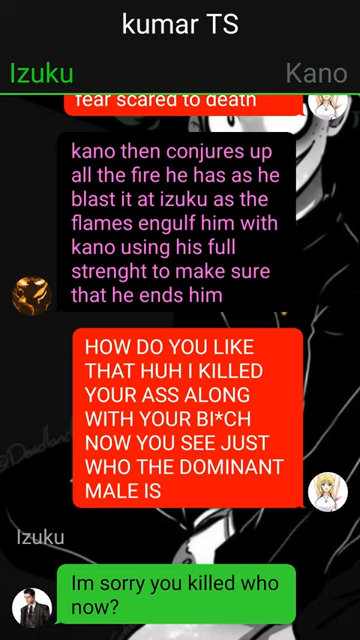 kumar TS
Izuku
Kano
fear scared to death
kano then conjures up
all the fire he has as he
blast it at izuku as the
flames engulf him with
kano using his full
strenght to make sure
that he ends him
HOW DO YOU LIKE
THAT HUH I KILLED
YOUR ASS ALONG
WITH YOUR BI*CH
NOW YOU SEE JUST
WHO THE DOMINANT
MALE IS
Izuku
Im sorry you killed who
now?